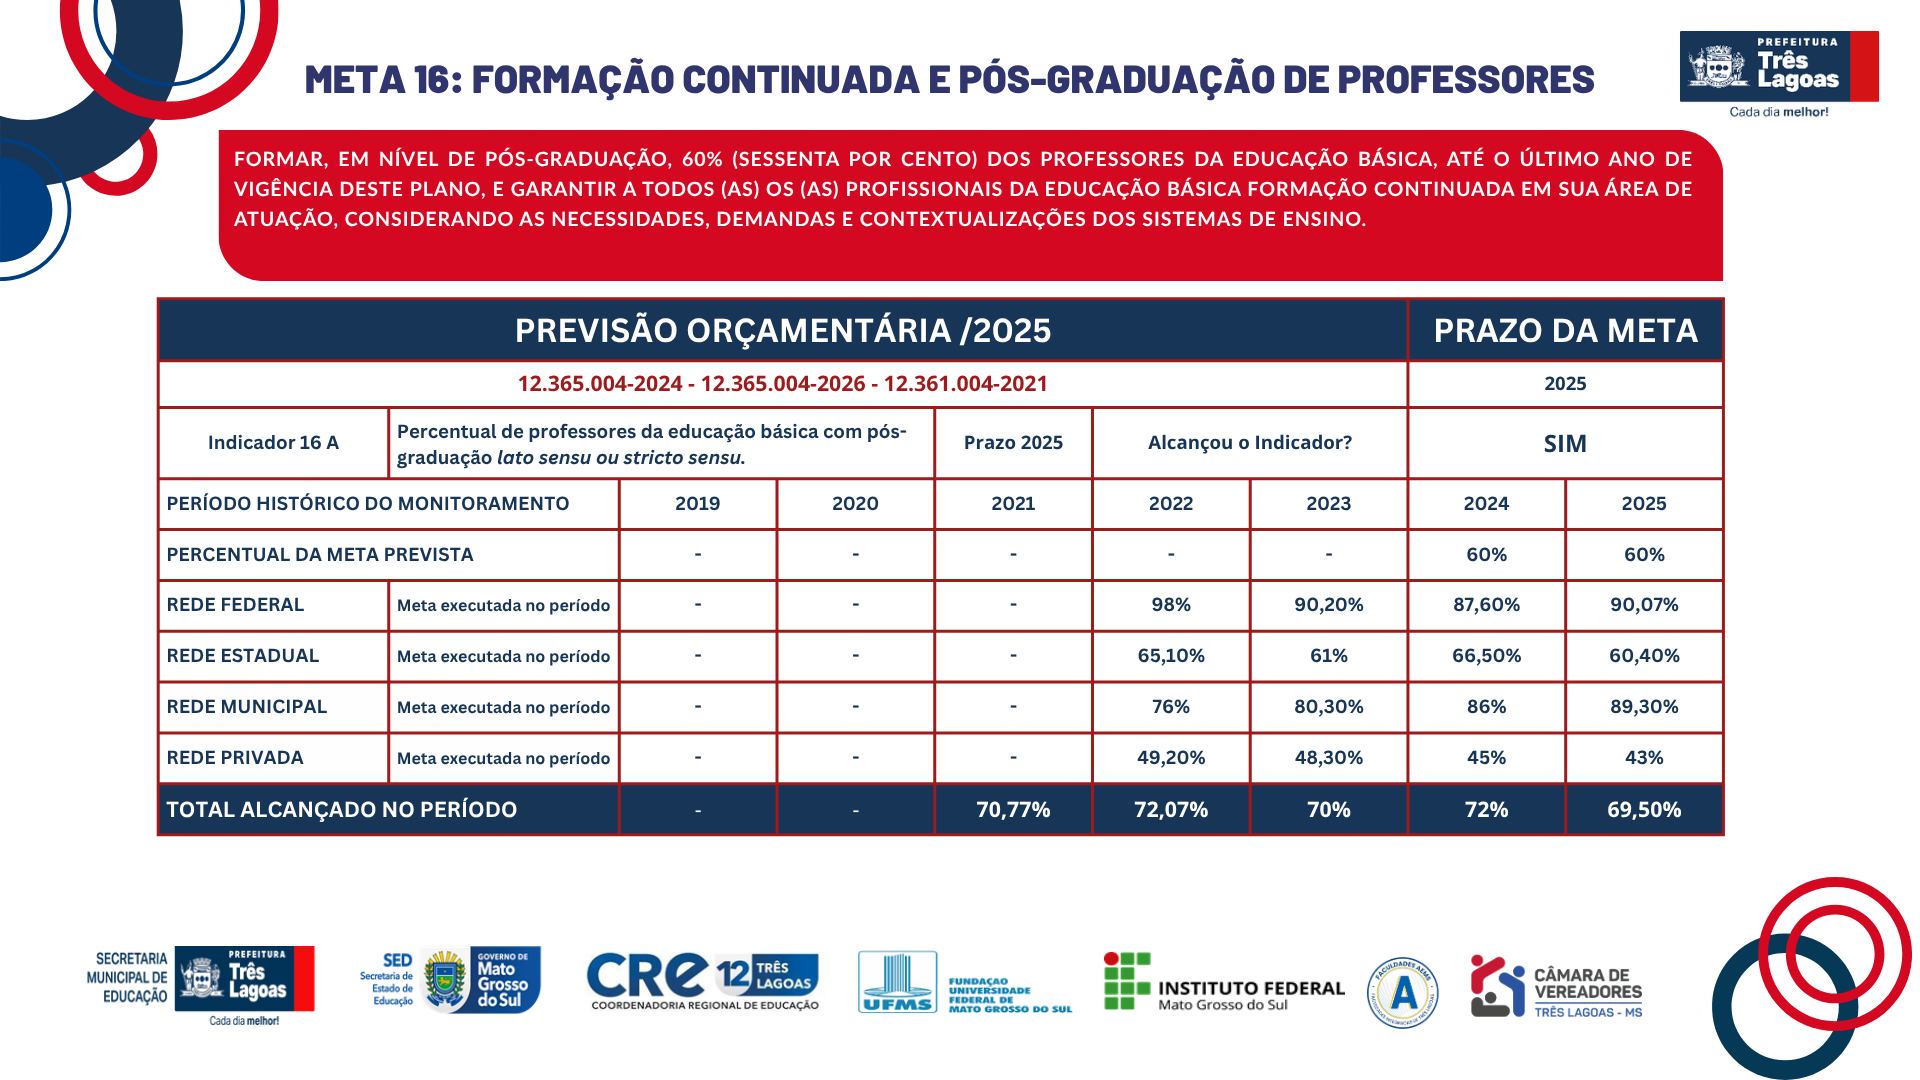 META 16: FORMAÇÃO CONTINUADA E PÓS-GRADUAÇÃO DE PROFESSORES
PREFEITURA
Três
Lagoas
Cada dia melhor!
FORMAR, EM NÍVEL DE PÓS-GRADUAÇÃO, 60% (SESSENTA POR CENTO) DOS PROFESSORES DA EDUCAÇÃO BÁSICA, ATÉ O ÚLTIMO ANO DE
VIGÊNCIA DESTE PLANO, E GARANTIR A TODOS (AS) OS (AS) PROFISSIONAIS DA EDUCAÇÃO BÁSICA FORMAÇÃO CONTINUADA EM SUA ÁREA DE
ATUAÇÃO, CONSIDERANDO AS NECESSIDADES, DEMANDAS E CONTEXTUALIZAÇÕES DOS SISTEMAS DE ENSINO.
PREVISÃO ORÇAMENTÁRIA /2025 PRAZO DA META
12.365.004-2024 - 12.365.004-2026 - 12.361.004-2021 2025
Indicador 16 A Percentual de professores da educação básica com pós-
graduação lato sensu ou stricto sensu. Prazo 2025 Alcançou o Indicador? SIM
PERÍODO HISTÓRICO DO MONITORAMENTO 2019 2020 2021 2022 2023 2024 2025
PERCENTUAL DA META PREVISTA - - - - - 60% 60%
REDE FEDERAL Meta executada no período - - - 98% 90,20% 87,60% 90,07%
REDE ESTADUAL Meta executada no período - - - 65,10% 61% 66,50% 60,40%
REDE MUNICIPAL Meta executada no período - - - 76% 80,30% 86% 89,30%
REDE PRIVADA Meta executada no período - - - 49,20% 48,30% 45% 43%
TOTAL ALCANÇADO NO PERÍODO - - 70,77% 72,07% 70% 72% 69,50%
SECRETARIA
MUNICIPAL DE
EDUCAÇÃO
PREFEITURA
Três
Lagoas
Cada dia melhor!
SED
Secretaria de
Estado de
Educação
GOVERNO DE
Mato
Grosso
do Sul
CRE 12 TRÊS
LAGOAS
COORDENADORIA REGIONAL DE EDUCAÇÃO
UFMS
FUNDAÇAO
UNIVERSIDADE
FEDERAL DE
MATO GROSSO DO SUL
INSTITUTO FEDERAL
Mato Grosso do Sul
FACULDADES AEMS
A
CÂMARA DE
VEREADORES
TRÊS LAGOAS - MS